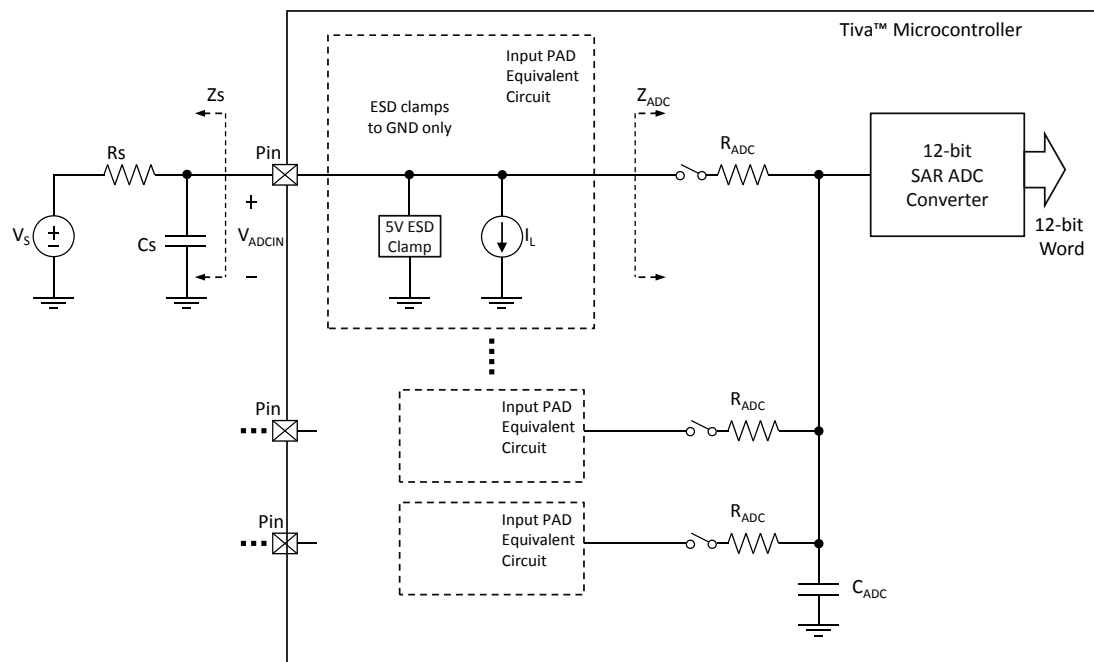 Tiva™ Microcontroller
Input PAD
Equivalent
Circuit
ESD clamps
to GND only
Zs
Z_ADC
Rs
Pin
R_ADC
12-bit
SAR ADC
Converter
+
V_S
+
−
Cs
V_ADCIN
−
5V ESD
Clamp
I_L
12-bit
Word
Pin
Input PAD
Equivalent
Circuit
R_ADC
Pin
Input PAD
Equivalent
Circuit
R_ADC
C_ADC